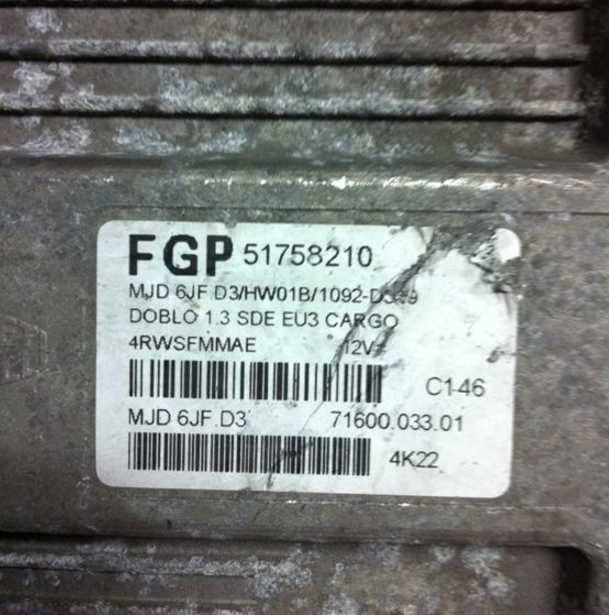 FGP 51758210
MJD 6JF.D3/HW01B/1092-D
DOBLO 1.3 SDE EU3 CARGO
4RWSFMMAE 12V
C146
MJD 6JF.D3 71600.033.01
4K22